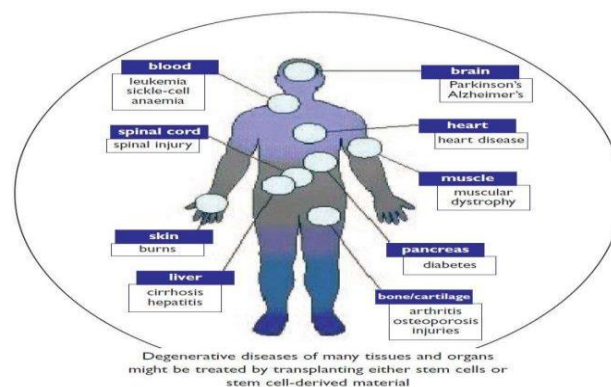 blood
leukemia
sickle-cell
anaemia
brain
Parkinson's
Alzheimer's
spinal cord
spinal injury
heart
heart disease
muscle
muscular
dystrophy
skin
burns
pancreas
diabetes
liver
cirrhosis
hepatitis
bone/cartilage
arthritis
osteoporosis
injuries
Degenerative diseases of many tissues and organs
might be treated by transplanting either stem cells or
stem cell-derived material